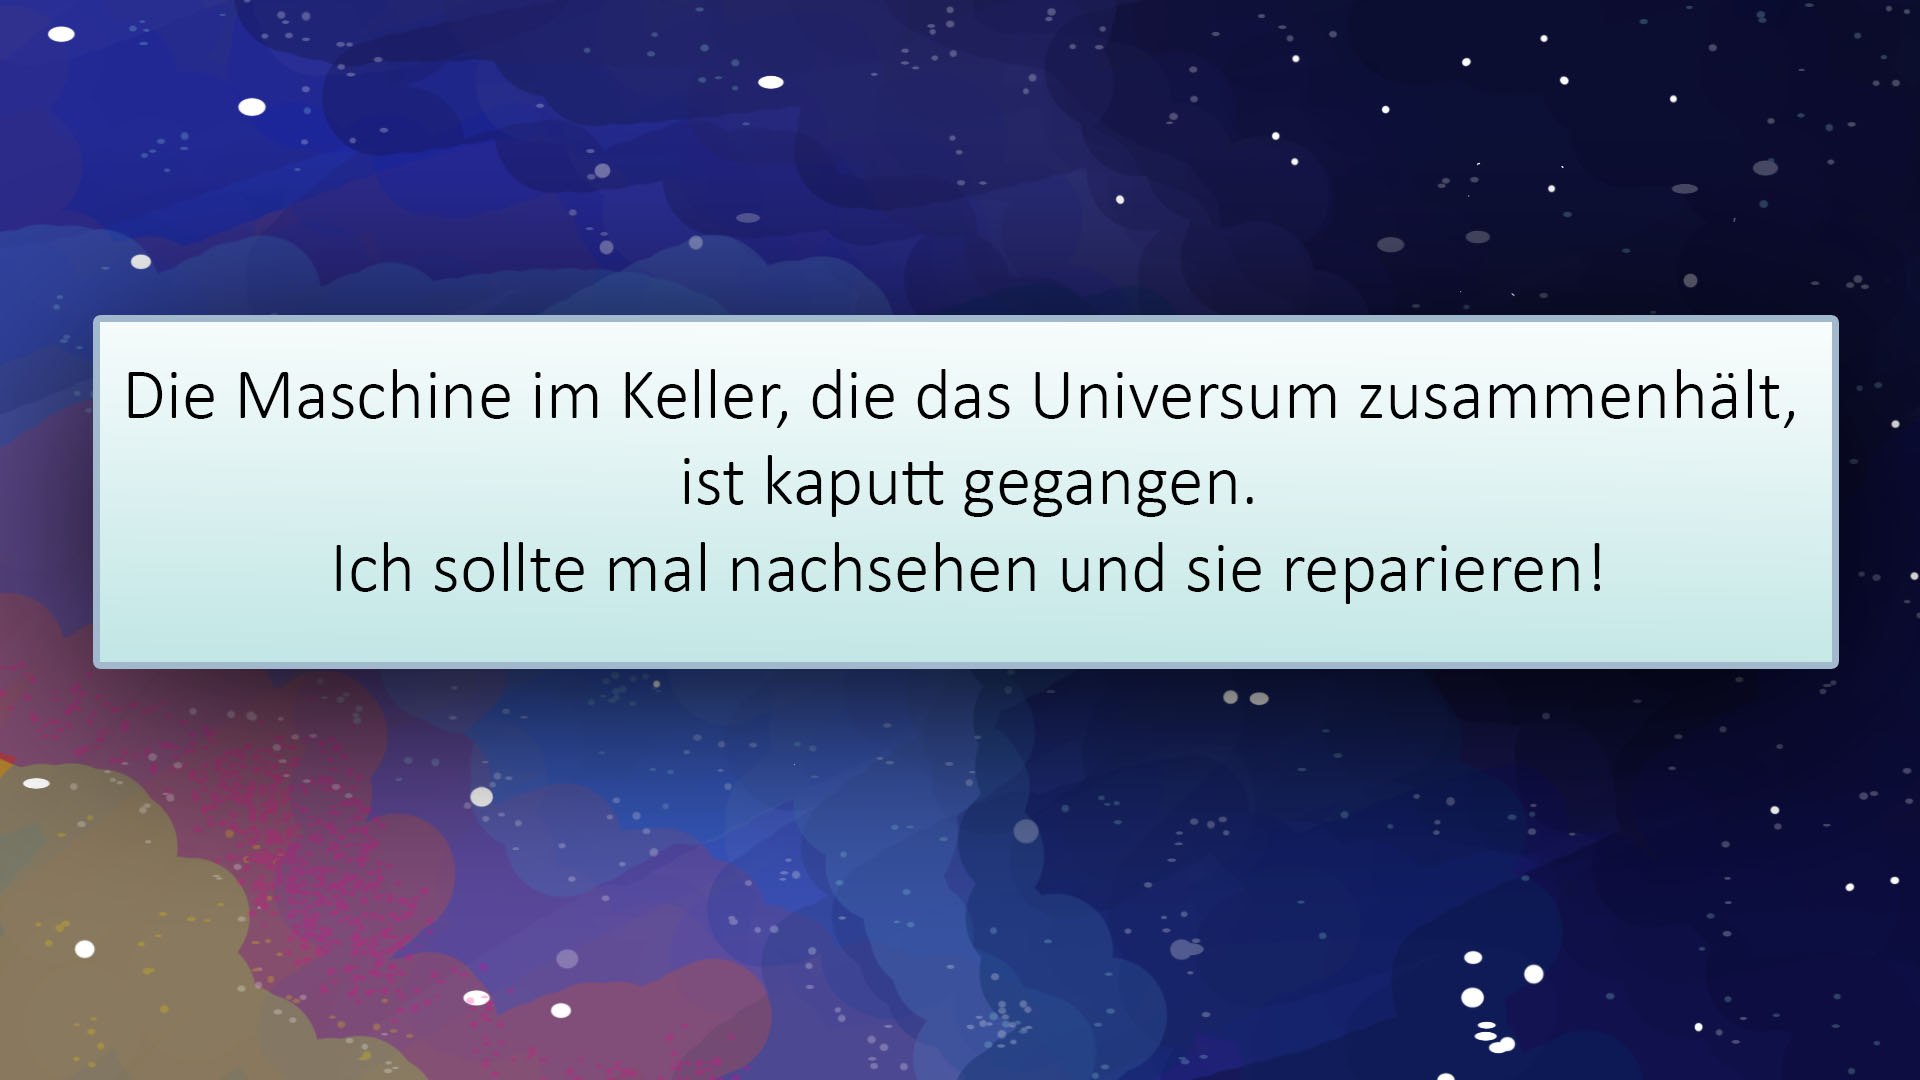 Die Maschine im Keller, die das Universum zusammenhält,
ist kaputt gegangen.
Ich sollte mal nachsehen und sie reparieren!